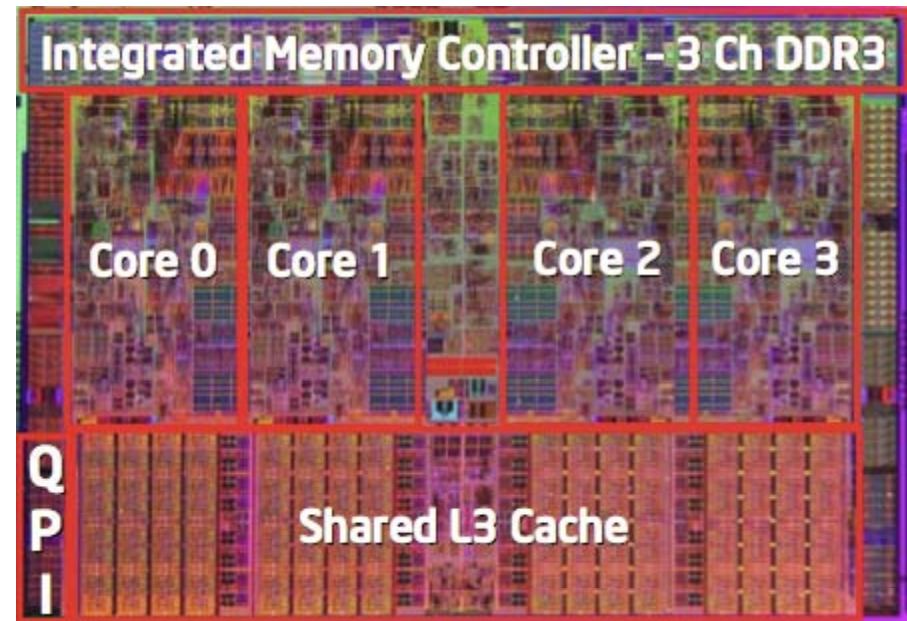 Integrated Memory Controller – 3 Ch DDR3
Core 0
Core 1
Core 2
Core 3
Q
P
I
Shared L3 Cache